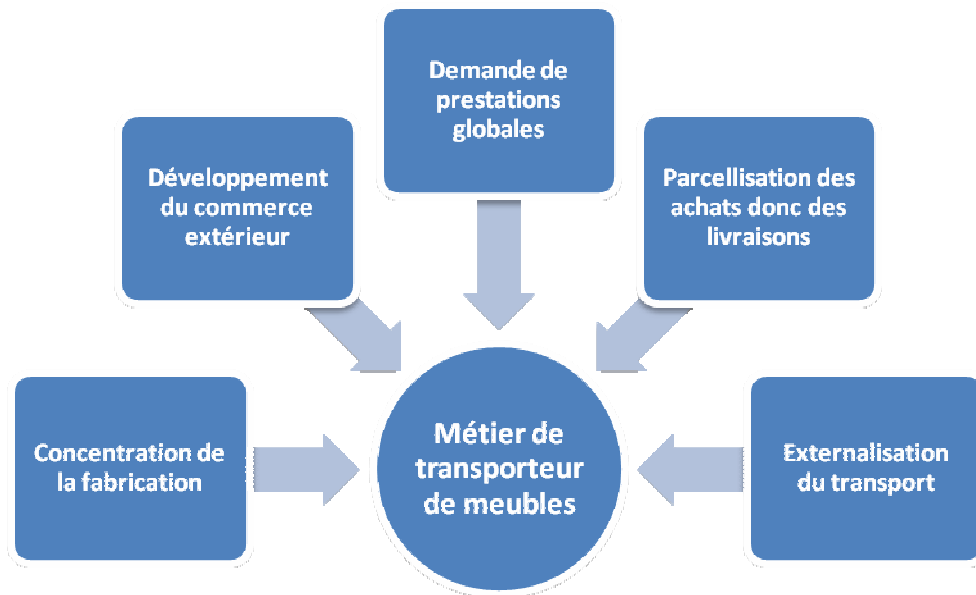 Demande de
prestations
globales
Développement
du commerce
extérieur
Parcellisation des
achats donc des
livraisons
Concentration de
la fabrication
Métier de
transporteur
de meubles
Externalisation
du transport